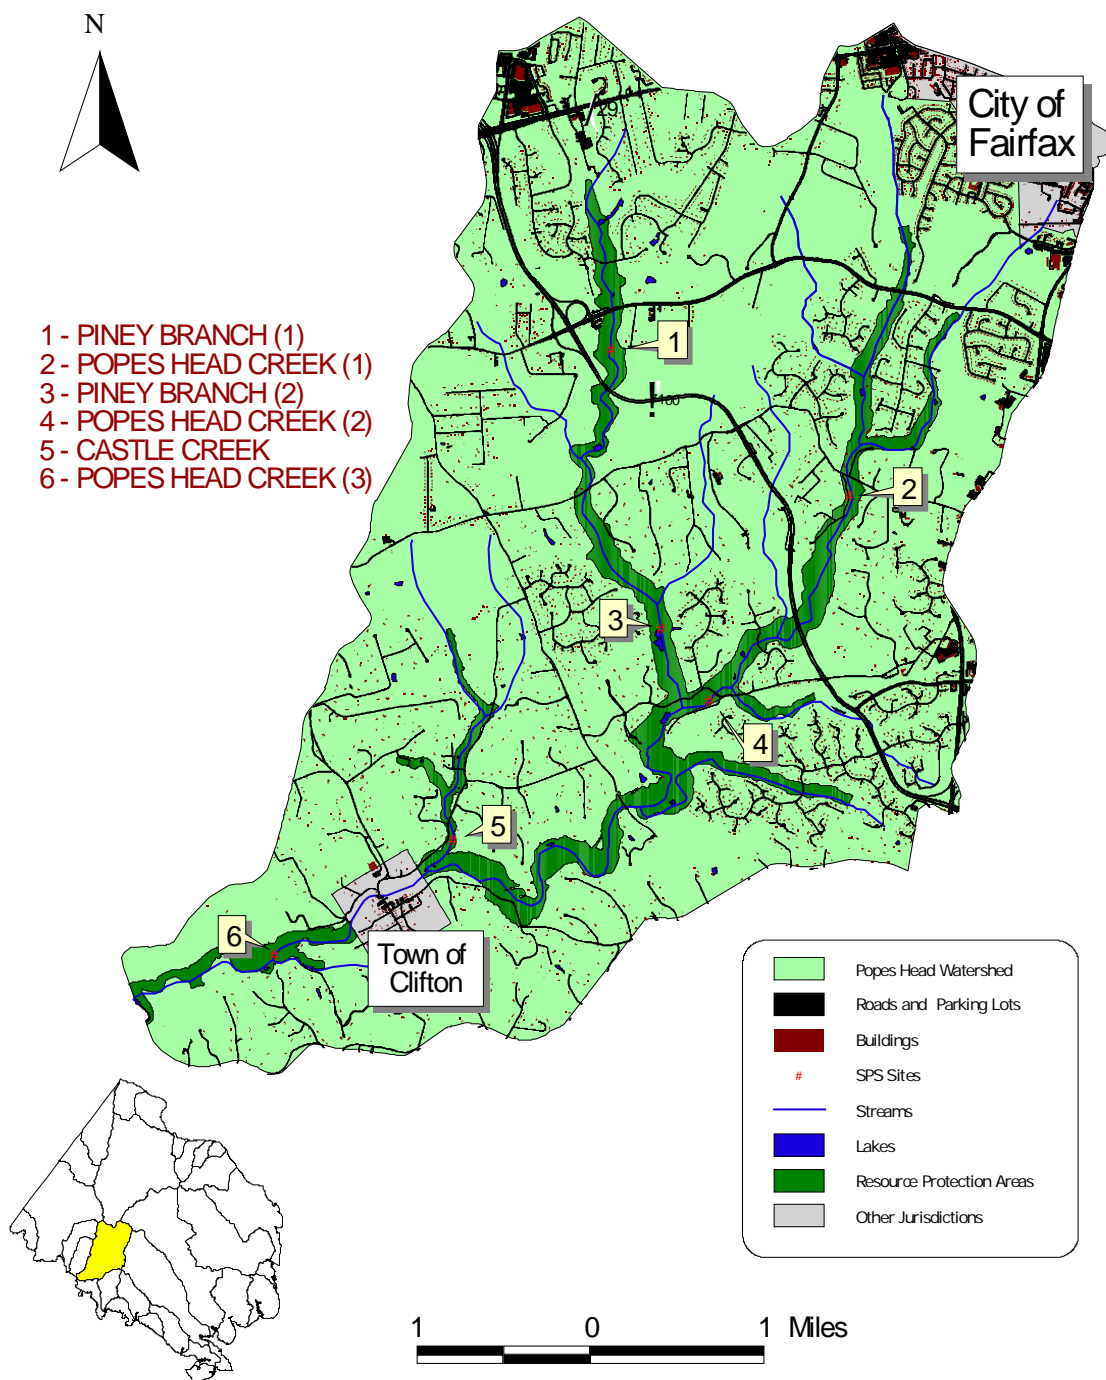 N
29
City of
Fairfax
1 - PINEY BRANCH (1)
2 - POPES HEAD CREEK (1)
3 - PINEY BRANCH (2)
4 - POPES HEAD CREEK (2)
5 - CASTLE CREEK
6 - POPES HEAD CREEK (3)
1
7100
2
3
4
5
6
Town of
Clifton
Popes Head Watershed
Roads and Parking Lots
Buildings
# SPS Sites
Streams
Lakes
Resource Protection Areas
Other Jurisdictions
1 0 1 Miles